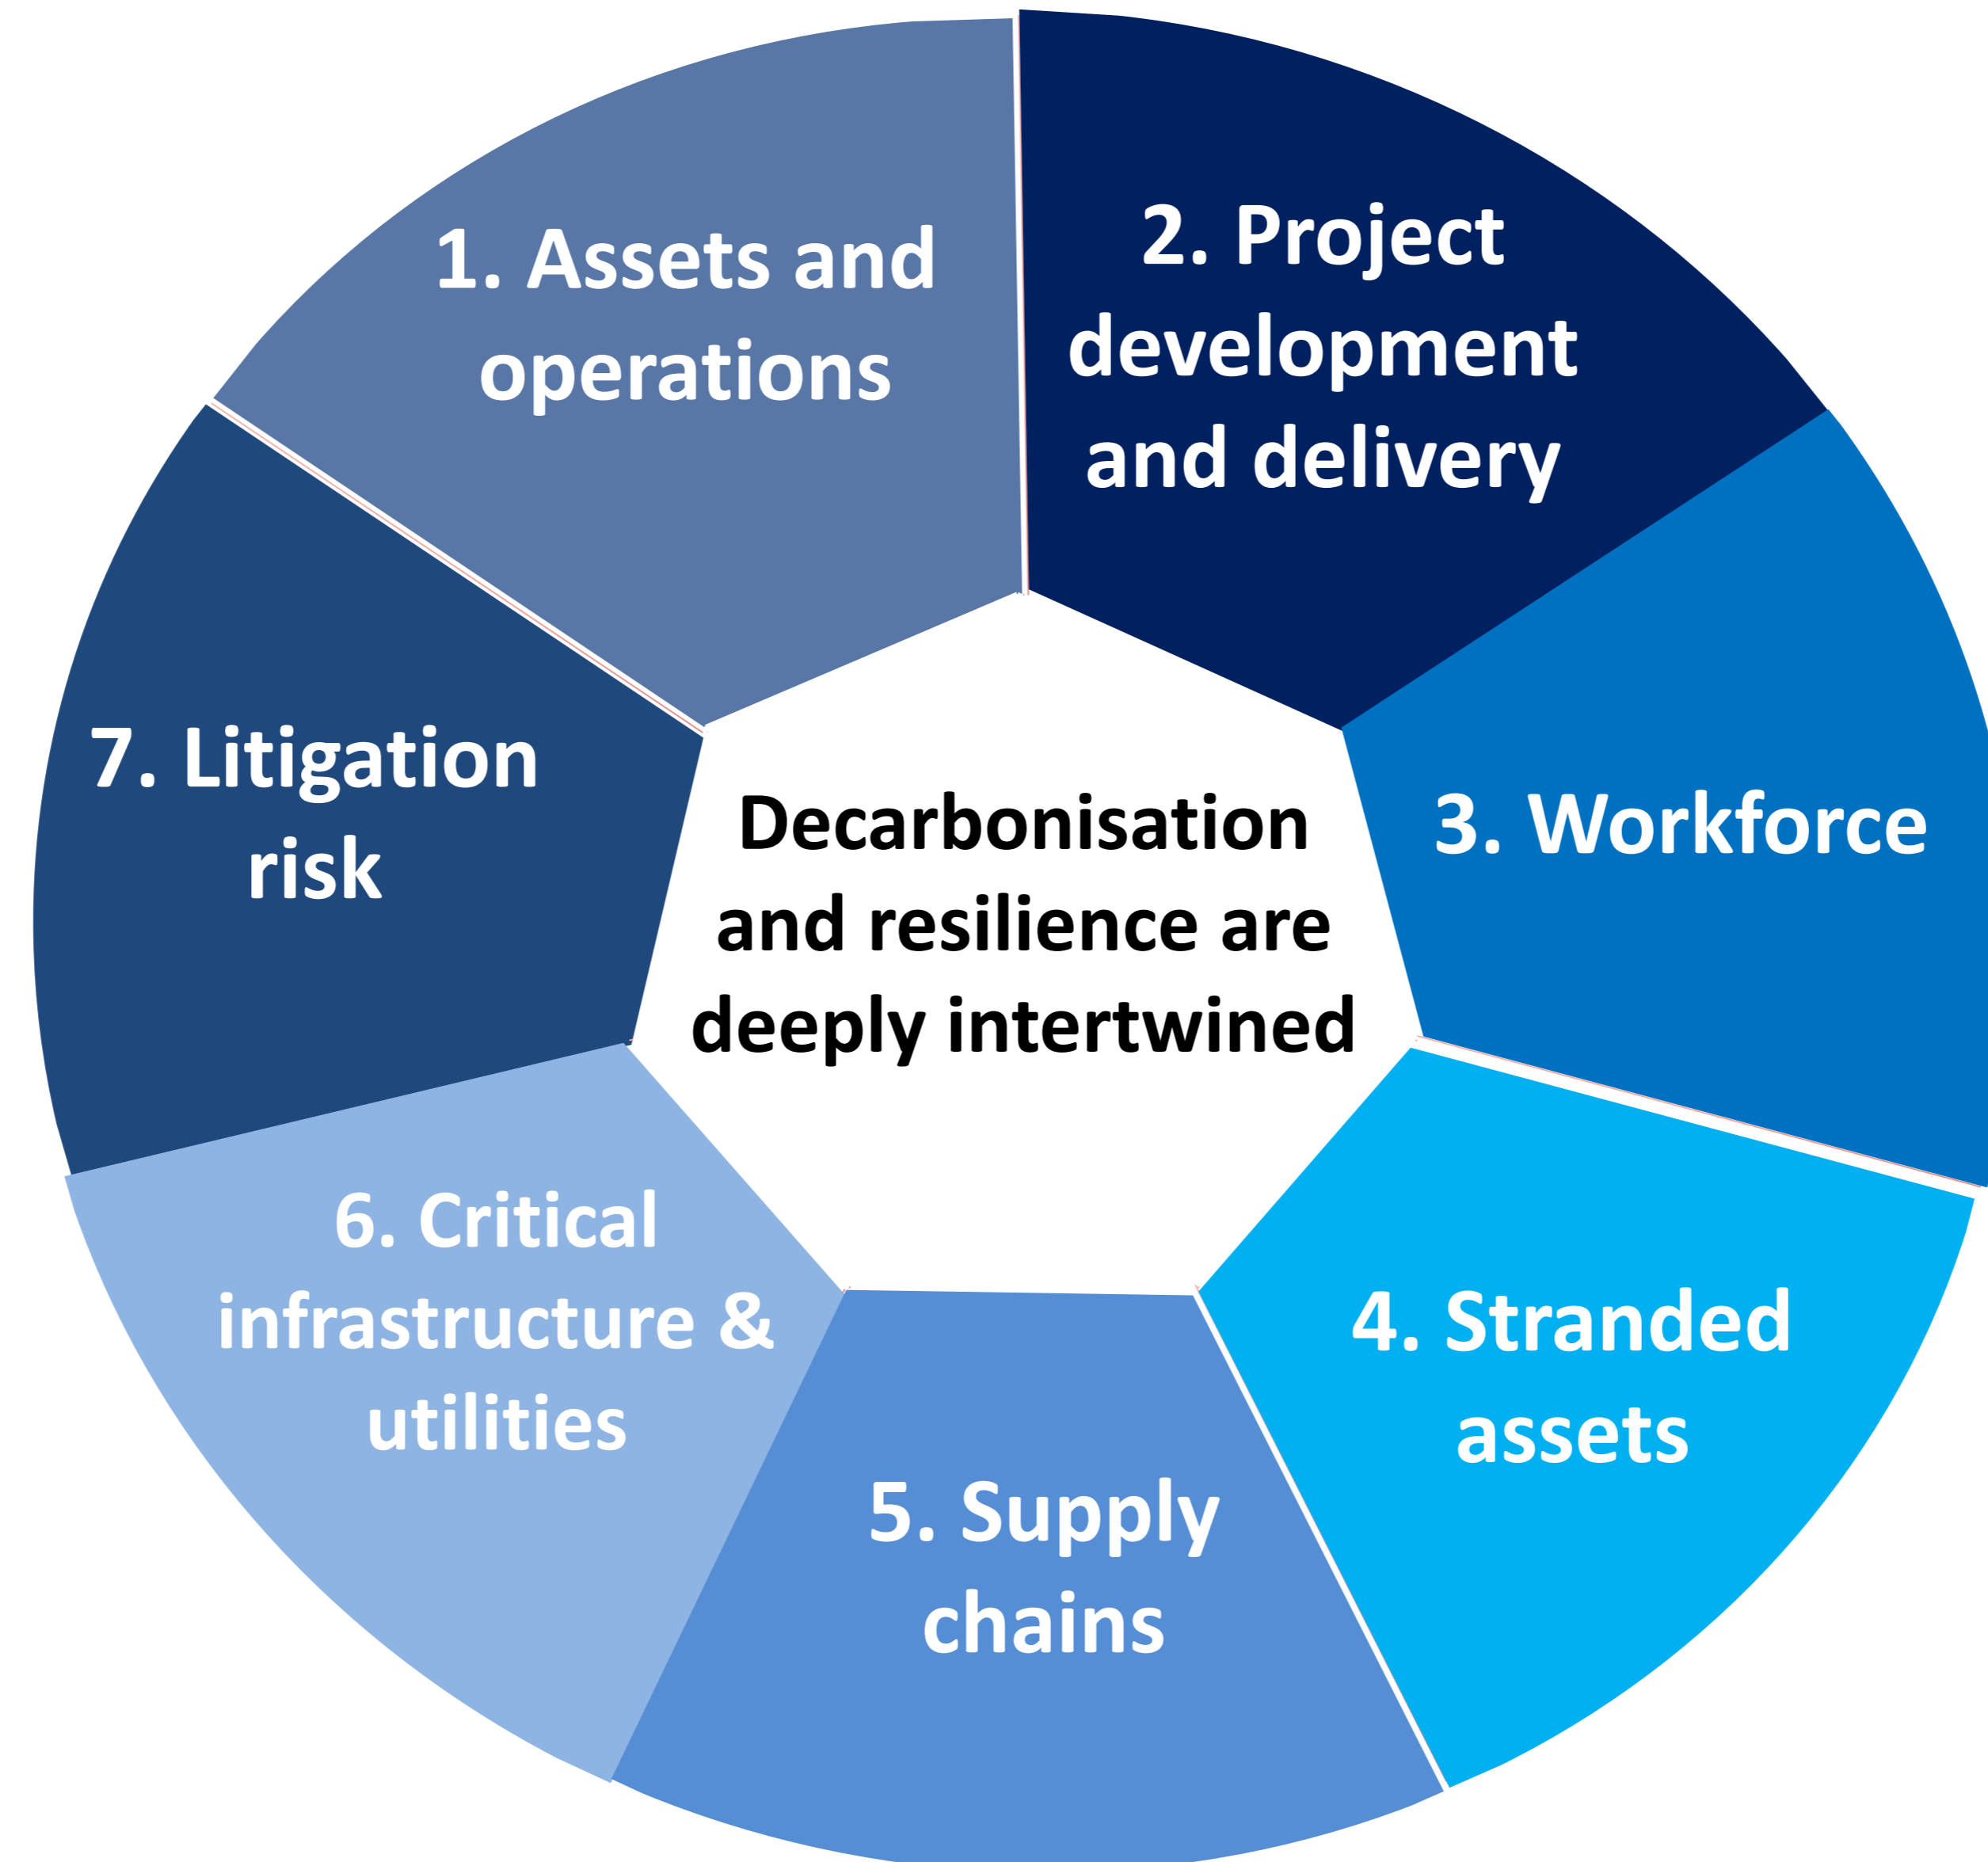 1. Assets and
operations
2. Project
development
and delivery
3. Workforce
4. Stranded
assets
5. Supply
chains
6. Critical
infrastructure &
utilities
7. Litigation
risk
Decarbonisation
and resilience are
deeply intertwined